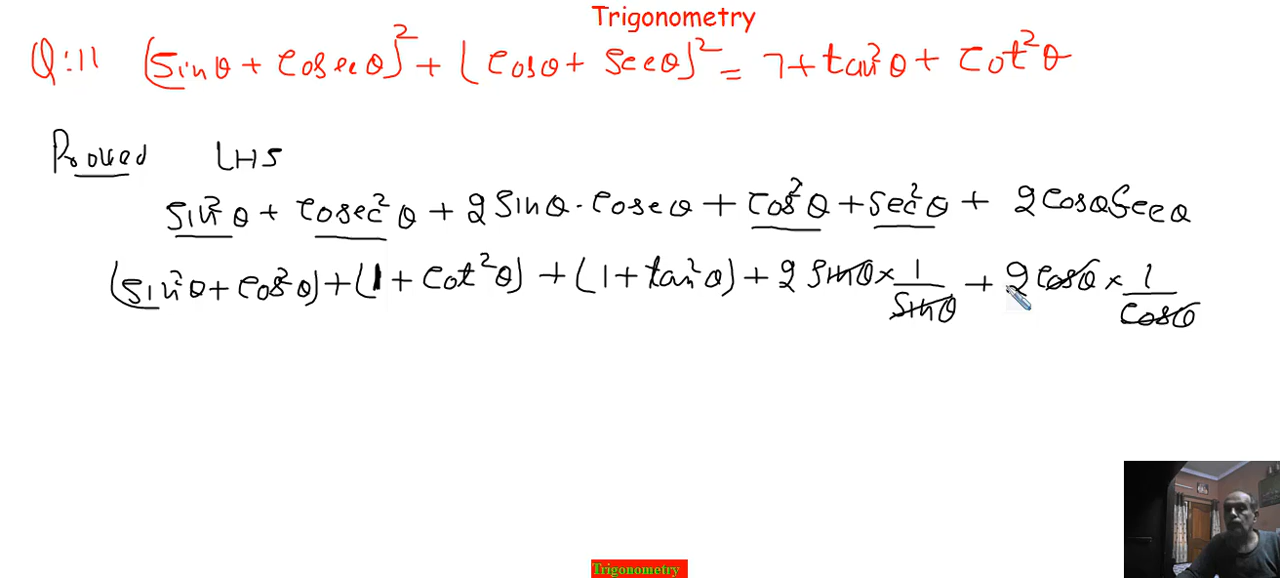 Trigonometry
Q:11 (Sinθ + Cosecθ)² + (Cosθ + Secθ)² = 7 + tan²θ + Cot²θ
Proved LHS
Sin²θ + Cosec²θ + 2 Sinθ · Cosecθ + Cos²θ + Sec²θ + 2 Cosθ Secθ
(Sin²θ + Cos²θ) + (1 + Cot²θ) + (1 + tan²θ) + 2 Sinθ × 1/Sinθ + 2 Cosθ × 1/Cosθ
Trigonometry